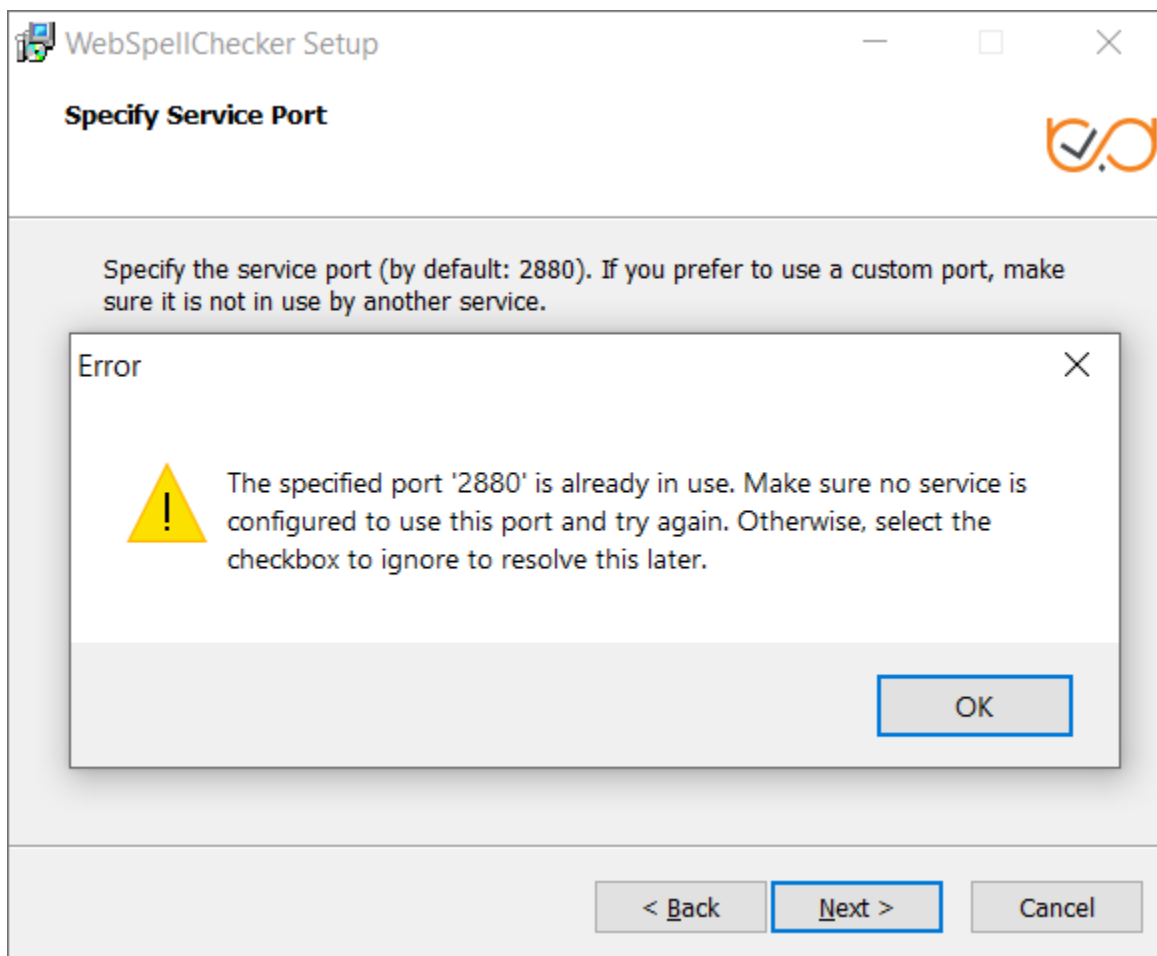 WebSpellChecker Setup
Specify Service Port
Specify the service port (by default: 2880). If you prefer to use a custom port, make
sure it is not in use by another service.
Error
The specified port '2880' is already in use. Make sure no service is
configured to use this port and try again. Otherwise, select the
checkbox to ignore to resolve this later.
OK
< Back
Next >
Cancel